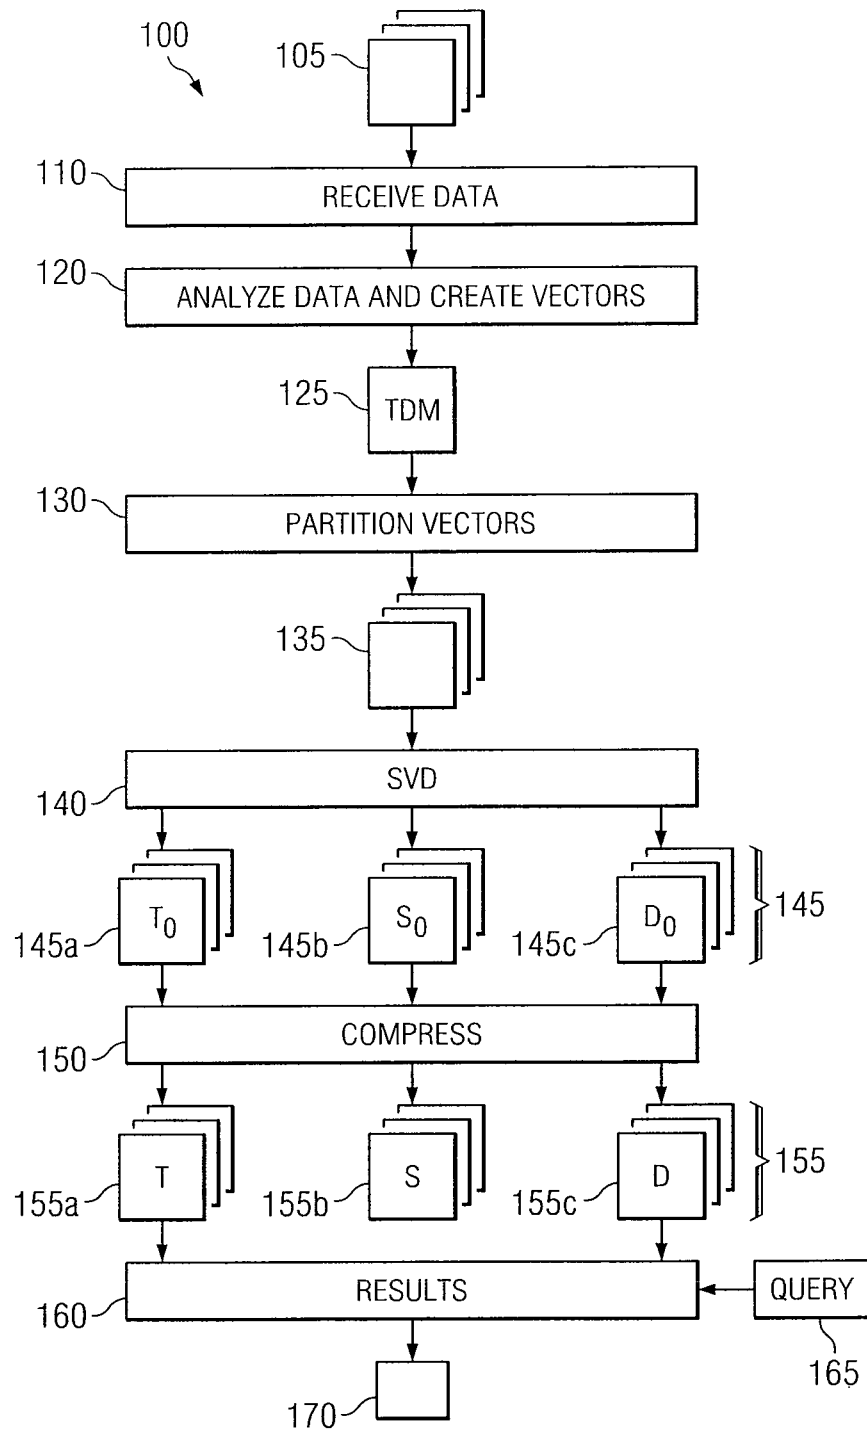 100
105
110
RECEIVE DATA
120
ANALYZE DATA AND CREATE VECTORS
125
TDM
130
PARTITION VECTORS
135
140
SVD
145a
T0
145b
S0
145c
D0
145
150
COMPRESS
155a
T
155b
S
155c
D
155
160
RESULTS
QUERY
165
170